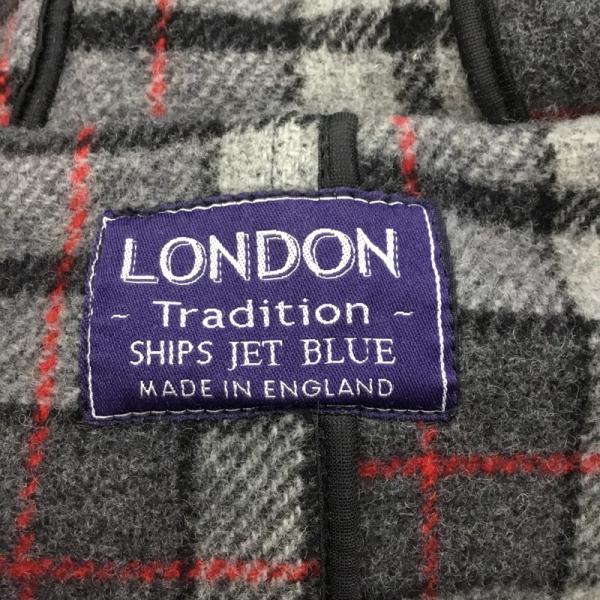 LONDON
~ Tradition ~
SHIPS JET BLUE
MADE IN ENGLAND